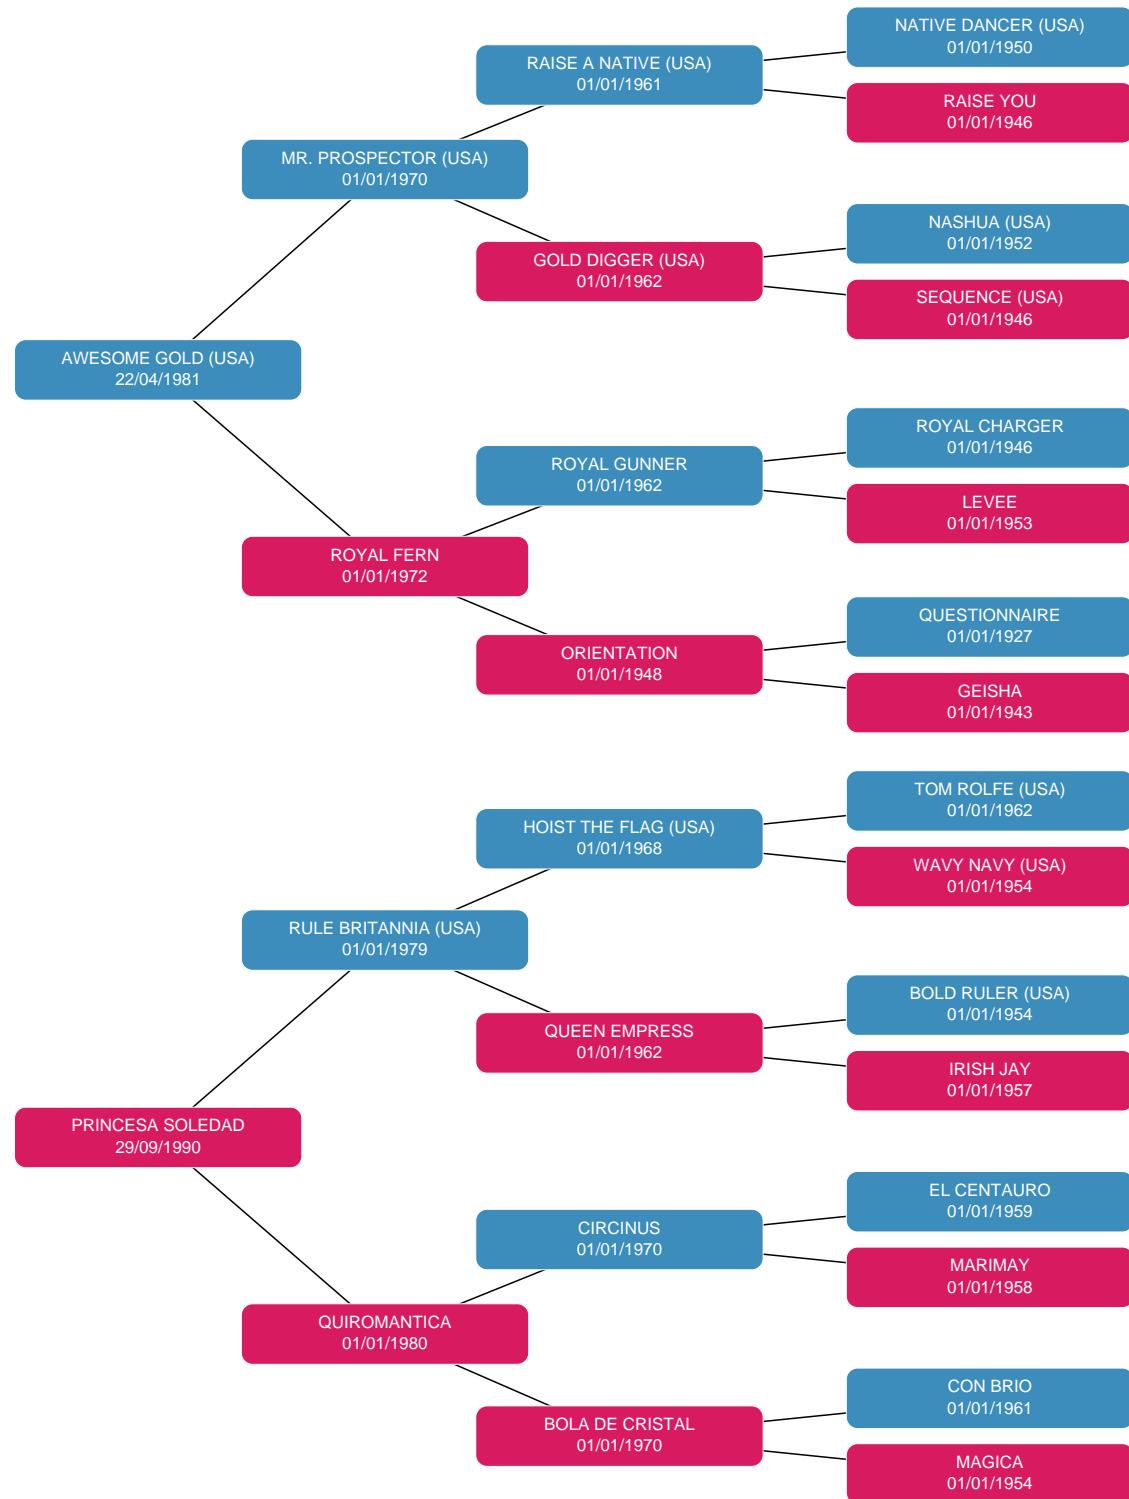 NATIVE DANCER (USA)
01/01/1950
RAISE A NATIVE (USA)
01/01/1961
RAISE YOU
01/01/1946
MR. PROSPECTOR (USA)
01/01/1970
NASHUA (USA)
01/01/1952
GOLD DIGGER (USA)
01/01/1962
SEQUENCE (USA)
01/01/1946
AWESOME GOLD (USA)
22/04/1981
ROYAL CHARGER
01/01/1946
ROYAL GUNNER
01/01/1962
LEVEE
01/01/1953
ROYAL FERN
01/01/1972
QUESTIONNAIRE
01/01/1927
ORIENTATION
01/01/1948
GEISHA
01/01/1943
TOM ROLFE (USA)
01/01/1962
HOIST THE FLAG (USA)
01/01/1968
WAVY NAVY (USA)
01/01/1954
RULE BRITANNIA (USA)
01/01/1979
BOLD RULER (USA)
01/01/1954
QUEEN EMPRESS
01/01/1962
IRISH JAY
01/01/1957
PRINCESA SOLEDAD
29/09/1990
EL CENTAURO
01/01/1959
CIRCINUS
01/01/1970
MARIMAY
01/01/1958
QUIROMANTICA
01/01/1980
CON BRIO
01/01/1961
BOLA DE CRISTAL
01/01/1970
MAGICA
01/01/1954